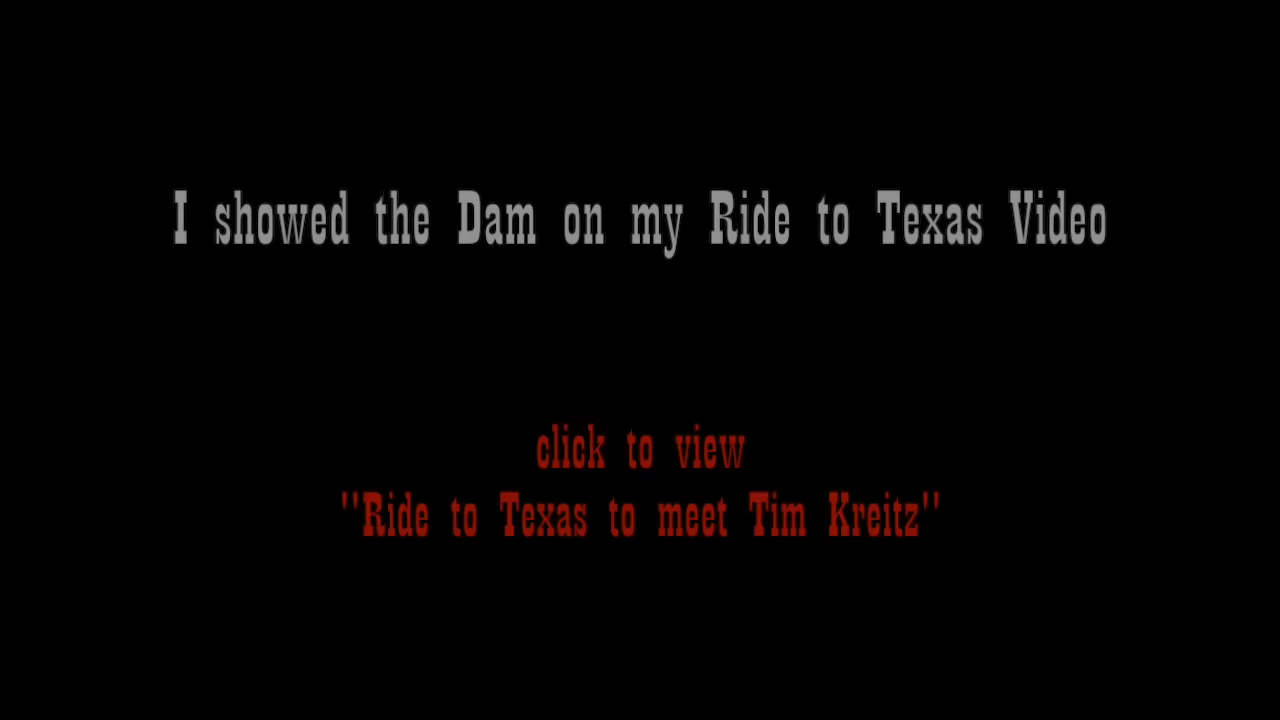 I showed the Dam on my Ride to Texas Video
click to view
"Ride to Texas to meet Tim Kreitz"